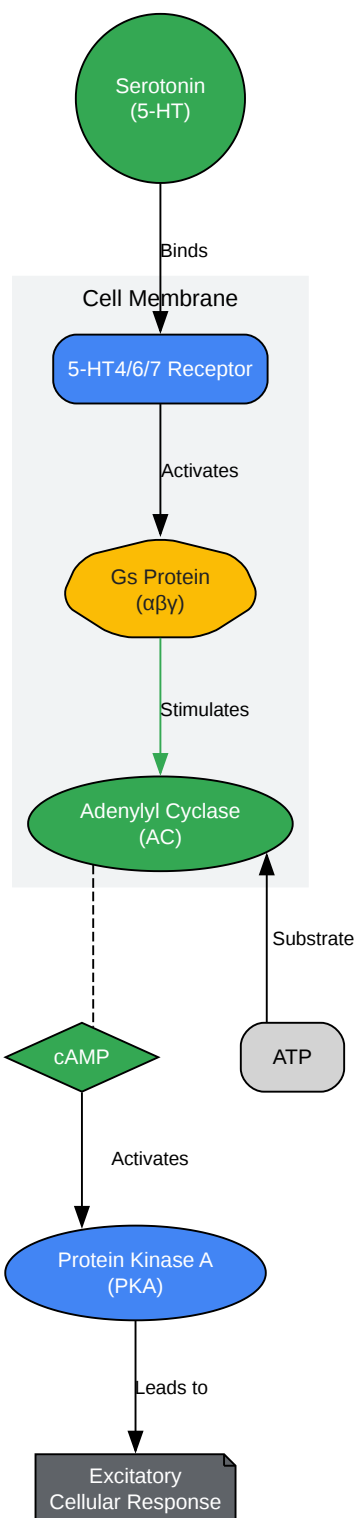 Serotonin
(5-HT)
Binds
Cell Membrane
5-HT4/6/7 Receptor
Activates
Gs Protein
(αβγ)
Stimulates
Adenylyl Cyclase
(AC)
Substrate
cAMP
ATP
Activates
Protein Kinase A
(PKA)
Leads to
Excitatory
Cellular Response